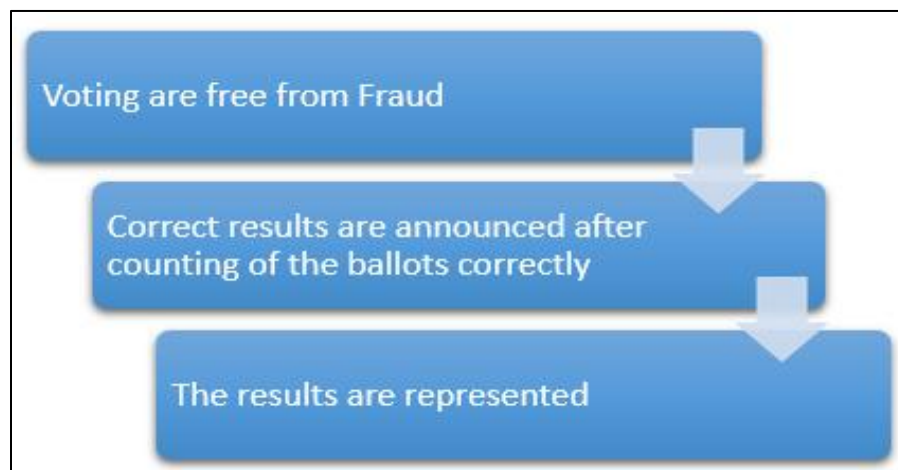 Voting are free from Fraud
Correct results are announced after
counting of the ballots correctly
The results are represented